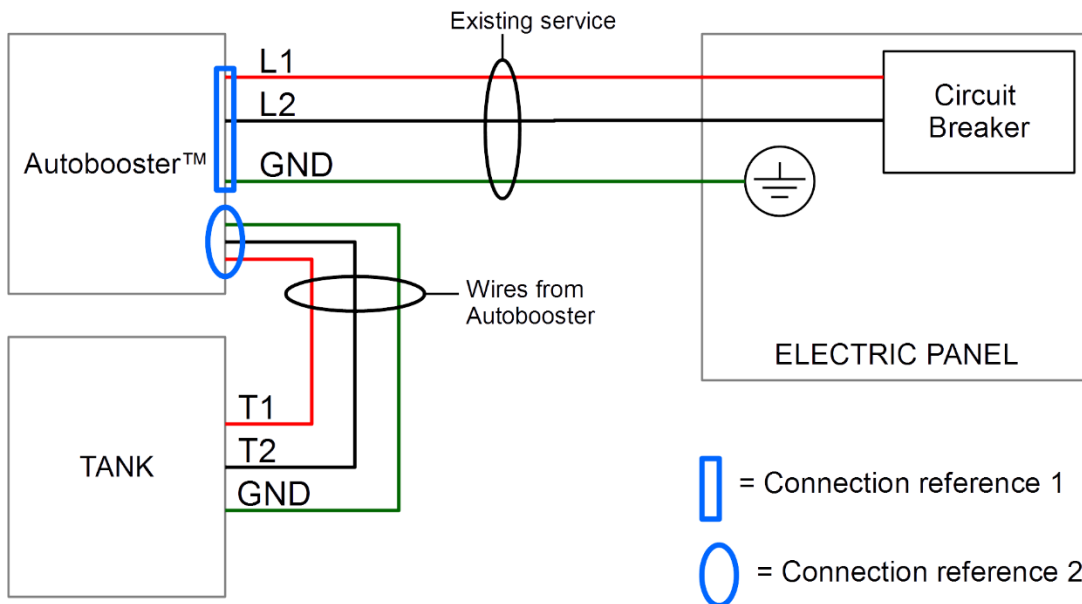 Existing service
L1
L2
GND
Autobooster™
Circuit
Breaker
Wires from
Autobooster
ELECTRIC PANEL
TANK
T1
T2
GND
= Connection reference 1
= Connection reference 2